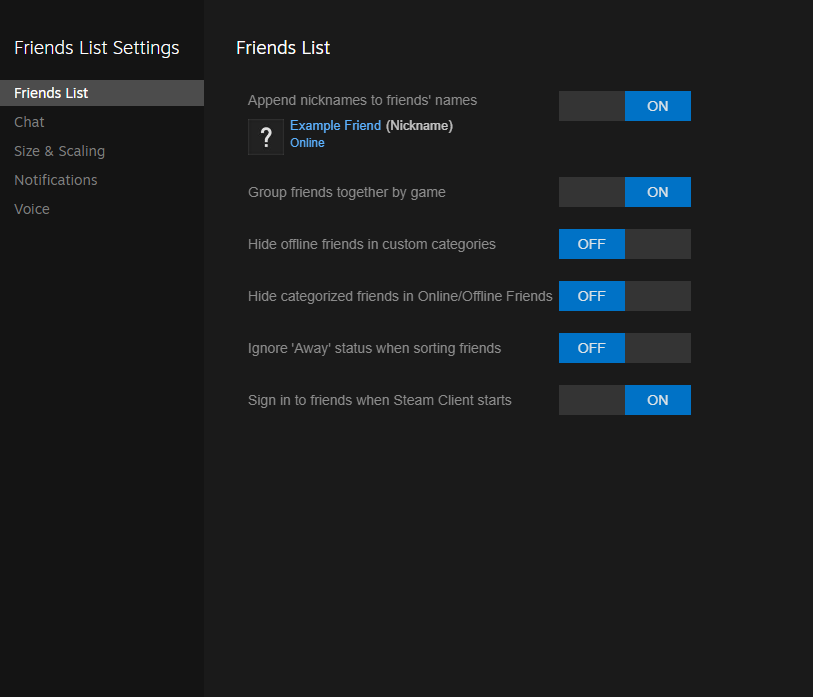 Friends List Settings
Friends List
Chat
Size & Scaling
Notifications
Voice
Friends List
Append nicknames to friends' names
ON
?
Example Friend (Nickname)
Online
Group friends together by game
ON
Hide offline friends in custom categories
OFF
Hide categorized friends in Online/Offline Friends
OFF
Ignore 'Away' status when sorting friends
OFF
Sign in to friends when Steam Client starts
ON